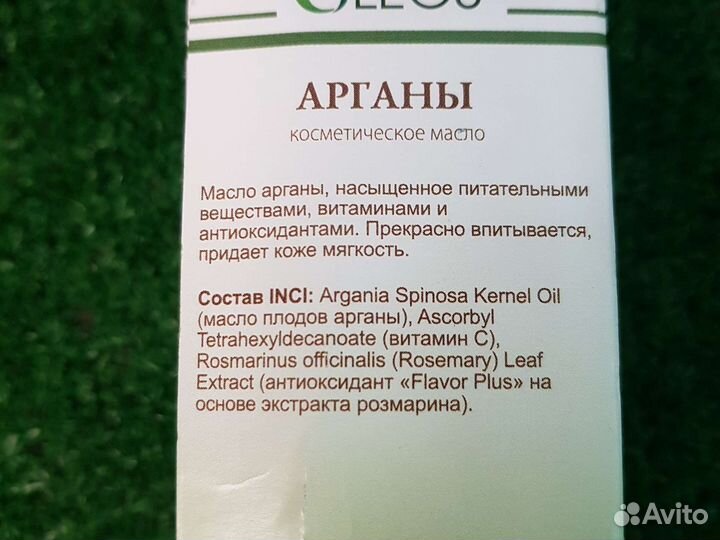 OLEOS
АРГАНЫ
косметическое масло
Масло арганы, насыщенное питательными
веществами, витаминами и
антиоксидантами. Прекрасно впитывается,
придает коже мягкость.
Состав INCI: Argania Spinosa Kernel Oil
(масло плодов арганы), Ascorbyl
Tetrahexyldecanoate (витамин С),
Rosmarinus officinalis (Rosemary) Leaf
Extract (антиоксидант «Flavor Plus» на
основе экстракта розмарина).
Avito